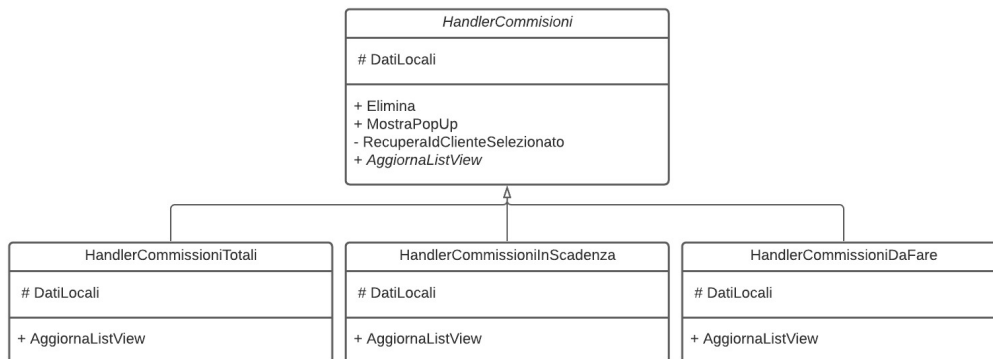 HandlerCommisioni
# DatiLocali
+ Elimina
+ MostraPopUp
- RecuperaIdClienteSelezionato
+ AggiornaListView
HandlerCommissioniTotali
# DatiLocali
+ AggiornaListView
HandlerCommissioniInScadenza
# DatiLocali
+ AggiornaListView
HandlerCommissioniDaFare
# DatiLocali
+ AggiornaListView